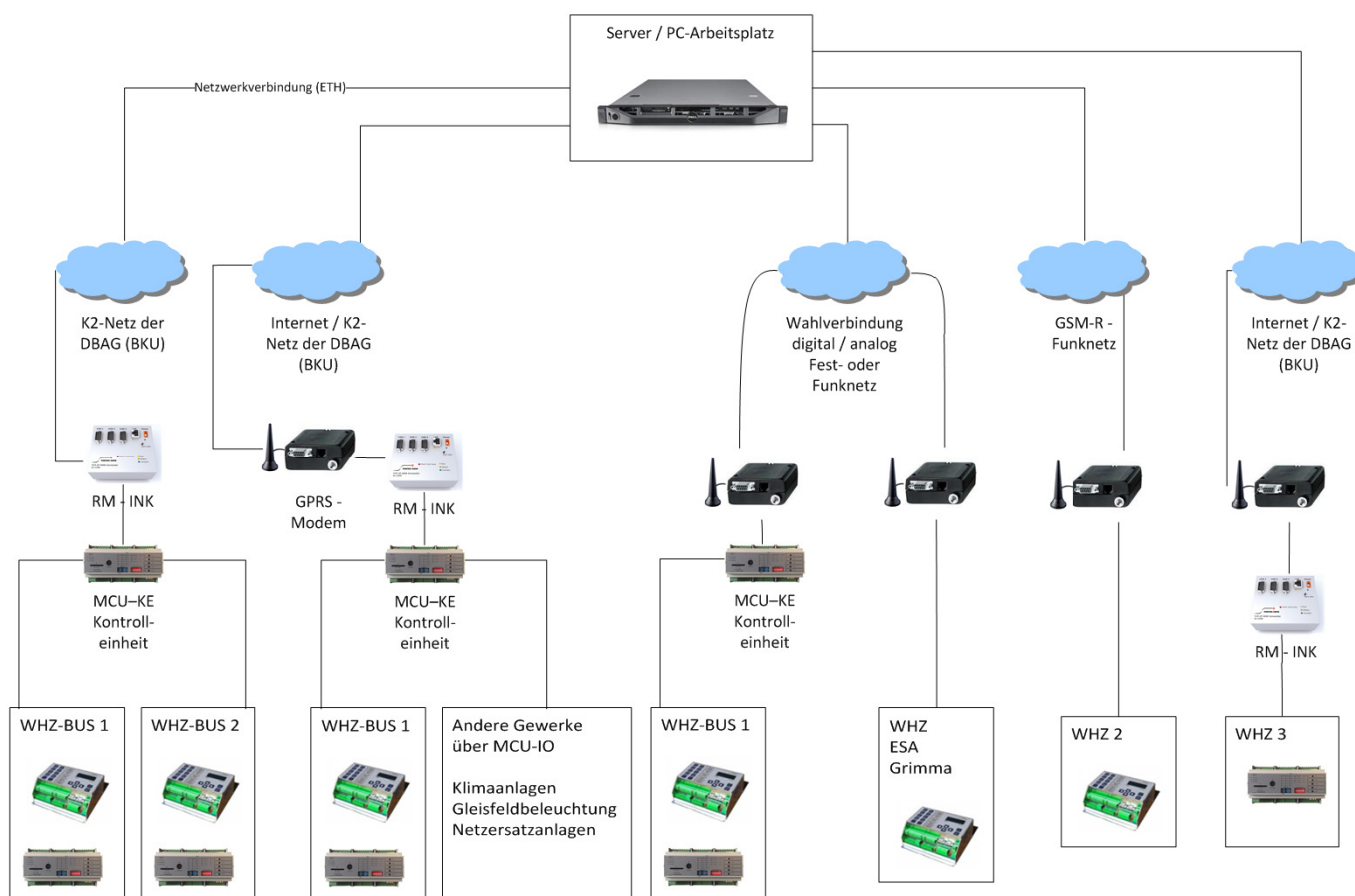 Server / PC-Arbeitsplatz
Netzwerkverbindung (ETH)
K2-Netz der
DBAG (BKU)
Internet / K2-
Netz der DBAG
(BKU)
Wahlverbindung
digital / analog
Fest- oder
Funknetz
GSM-R -
Funknetz
Internet / K2-
Netz der DBAG
(BKU)
RM - INK
GPRS -
Modem
RM - INK
MCU–KE
Kontroll-
einheit
MCU–KE
Kontroll-
einheit
MCU–KE
Kontroll-
einheit
RM - INK
WHZ-BUS 1
WHZ-BUS 2
WHZ-BUS 1
Andere Gewerke
über MCU-IO
Klimaanlagen
Gleisfeldbeleuchtung
Netzersatzanlagen
WHZ-BUS 1
WHZ
ESA
Grimma
WHZ 2
WHZ 3